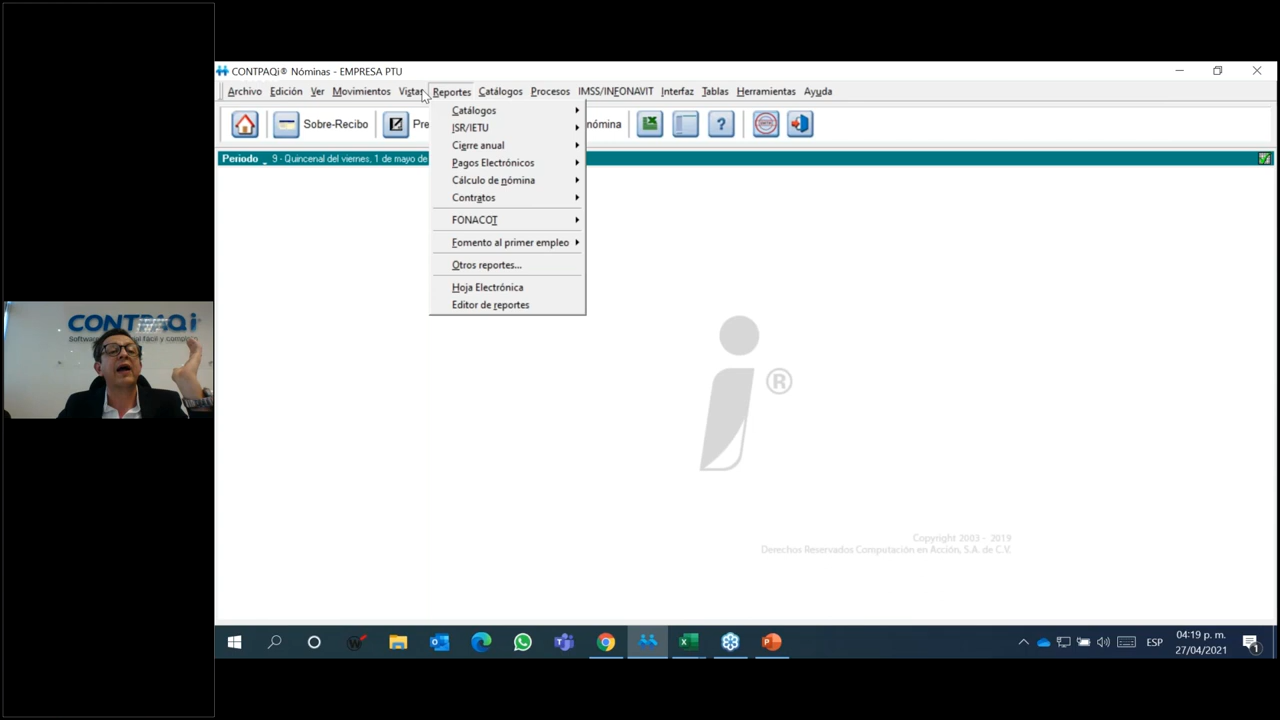 CONTPAQi® Nóminas - EMPRESA PTU
Archivo Edición Ver Movimientos Vistas Reportes Catálogos Procesos IMSS/INFONAVIT Interfaz Tablas Herramientas Ayuda
Sobre-Recibo Pre nómina
Periodo _ 9 - Quincenal del viernes, 1 de mayo de
Catálogos
ISR/IETU
Cierre anual
Pagos Electrónicos
Cálculo de nómina
Contratos
FONACOT
Fomento al primer empleo
Otros reportes...
Hoja Electrónica
Editor de reportes
CONTPAQi
i®
Copyright 2003 - 2019
Derechos Reservados Computación en Acción, S.A. de C.V.
ESP
04:19 p. m.
27/04/2021
1